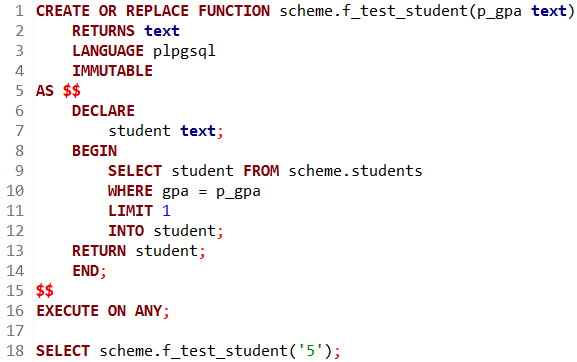 1 CREATE OR REPLACE FUNCTION scheme.f_test_student(p_gpa text)
2 RETURNS text
3 LANGUAGE plpgsql
4 IMMUTABLE
5 AS $$
6 DECLARE
7 student text;
8 BEGIN
9 SELECT student FROM scheme.students
10 WHERE gpa = p_gpa
11 LIMIT 1
12 INTO student;
13 RETURN student;
14 END;
15 $$
16 EXECUTE ON ANY;
17
18 SELECT scheme.f_test_student('5');